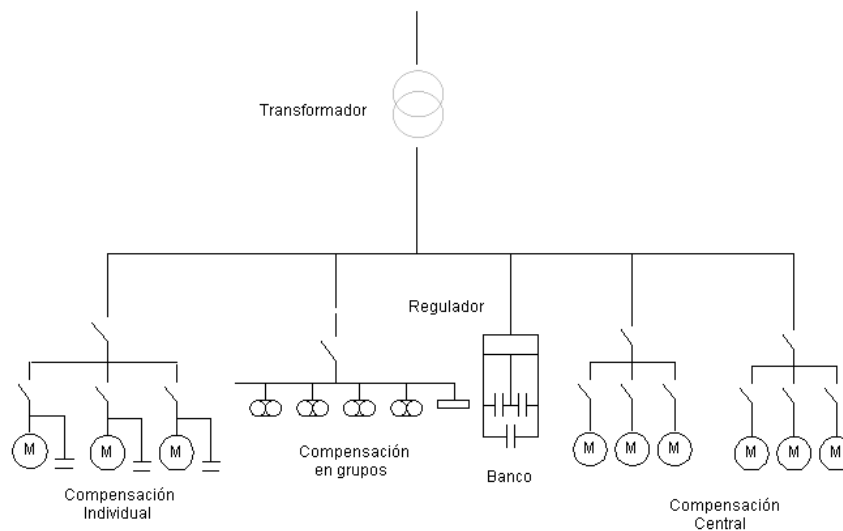 Transformador
Regulador
M
M
M
M
M
M
M
M
M
Compensación
Individual
Compensación
en grupos
Banco
Compensación
Central